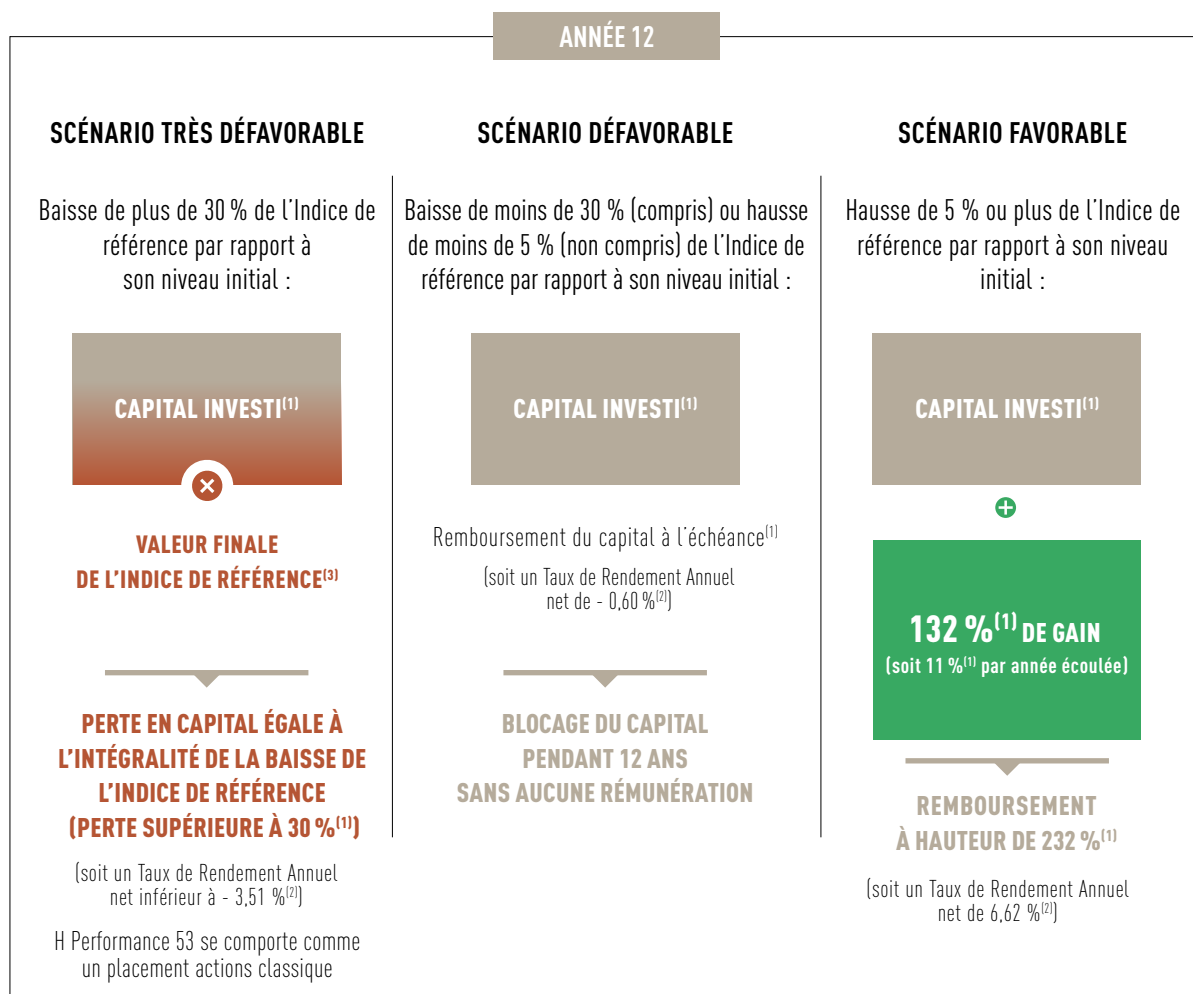 ANNÉE 12
SCÉNARIO TRÈS DÉFAVORABLE
Baisse de plus de 30 % de l'Indice de
référence par rapport à
son niveau initial :
CAPITAL INVESTI(1)
VALEUR FINALE
DE L'INDICE DE RÉFÉRENCE(3)
PERTE EN CAPITAL ÉGALE À
L'INTÉGRALITÉ DE LA BAISSE DE
L'INDICE DE RÉFÉRENCE
(PERTE SUPÉRIEURE À 30 %(1))
(soit un Taux de Rendement Annuel
net inférieur à - 3,51 %(2))
H Performance 53 se comporte comme
un placement actions classique
SCÉNARIO DÉFAVORABLE
Baisse de moins de 30 % (compris) ou hausse
de moins de 5 % (non compris) de l'Indice de
référence par rapport à son niveau initial :
CAPITAL INVESTI(1)
Remboursement du capital à l'échéance(1)
(soit un Taux de Rendement Annuel
net de - 0,60 %(2))
BLOCAGE DU CAPITAL
PENDANT 12 ANS
SANS AUCUNE RÉMUNÉRATION
SCÉNARIO FAVORABLE
Hausse de 5 % ou plus de l'Indice de
référence par rapport à son niveau
initial :
CAPITAL INVESTI(1)
132 %(1) DE GAIN
(soit 11 %(1) par année écoulée)
REMBOURSEMENT
À HAUTEUR DE 232 %(1)
(soit un Taux de Rendement Annuel
net de 6,62 %(2))